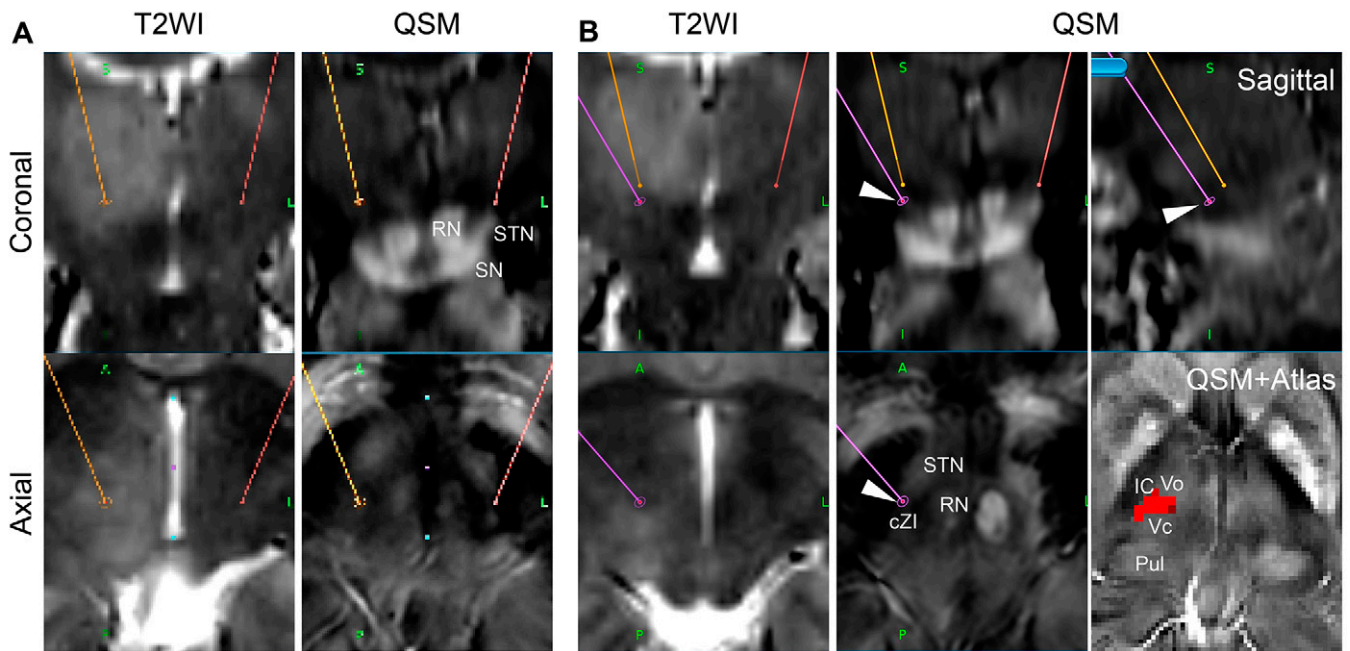 A T2WI QSM B T2WI QSM
Coronal
S
S
S
S
S
Sagittal
L
L
L
RN
STN
SN
I
I
I
Axial
A
A
A
QSM+Atlas
L
STN
RN
cZI
L
L
IC Vo
Vc
Pul
P
P